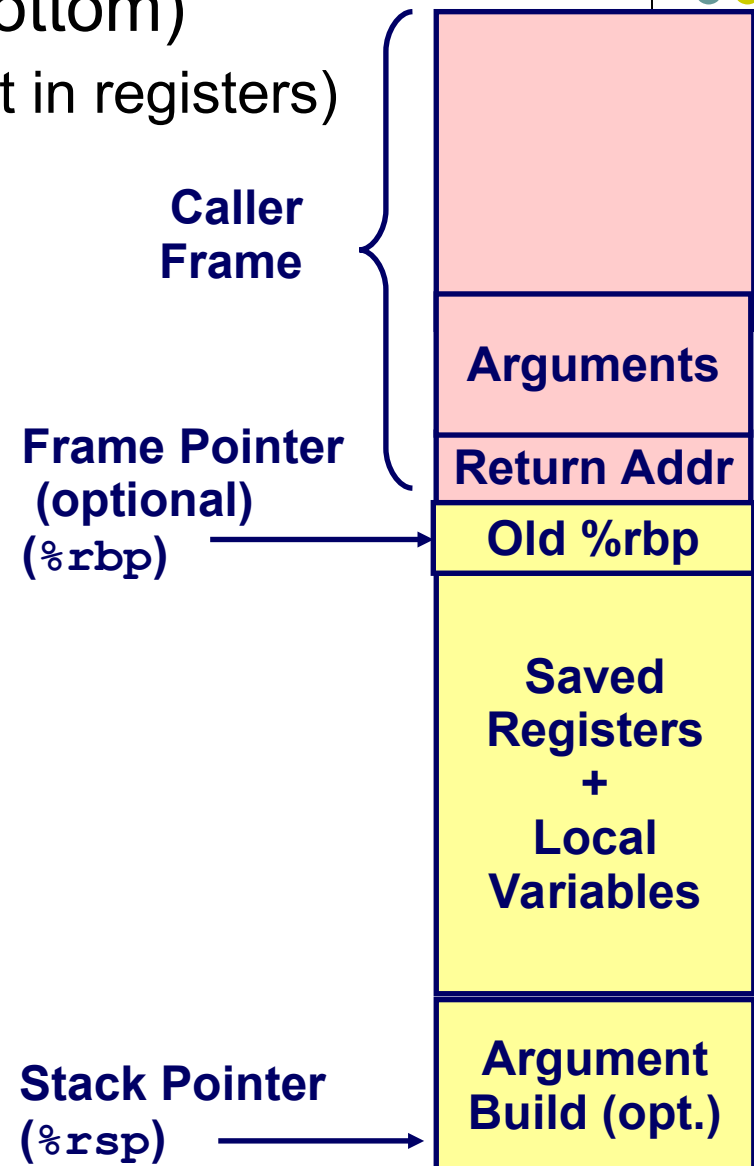 ottom)
t in registers)
Caller
Frame
Arguments
Frame Pointer
(optional)
(%rbp)
Return Addr
Old %rbp
Saved
Registers
+
Local
Variables
Stack Pointer
(%rsp)
Argument
Build (opt.)